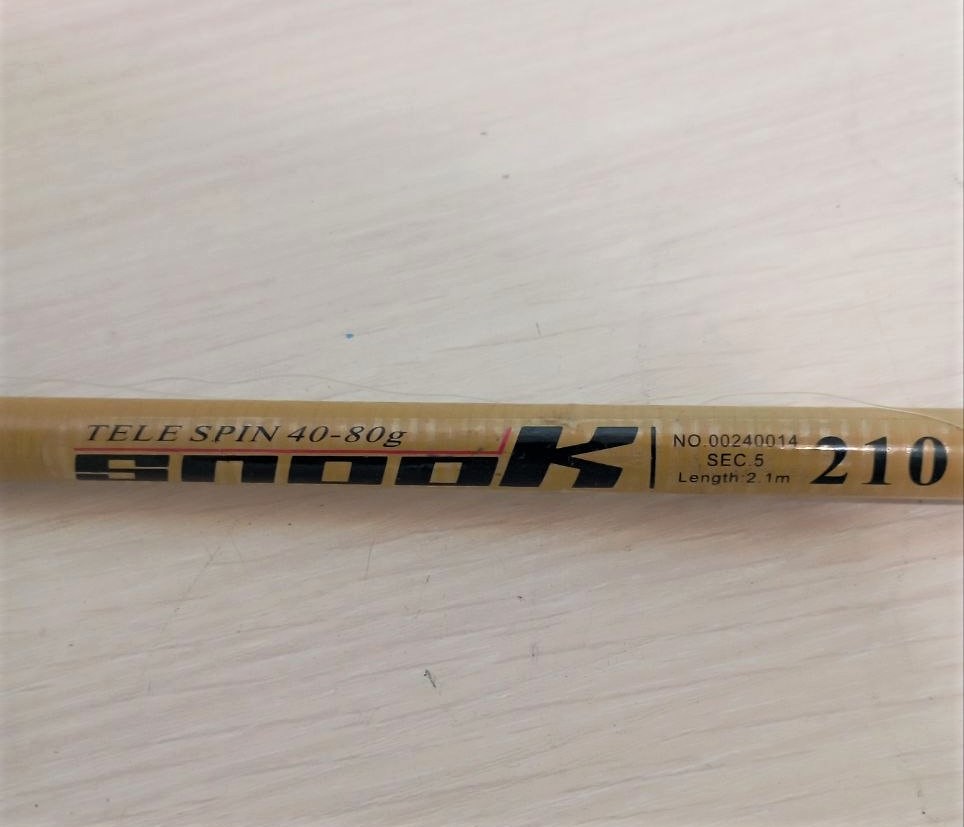 TELE SPIN 40-80g
snooK
NO.00240014
SEC.5
Length:2.1m
210